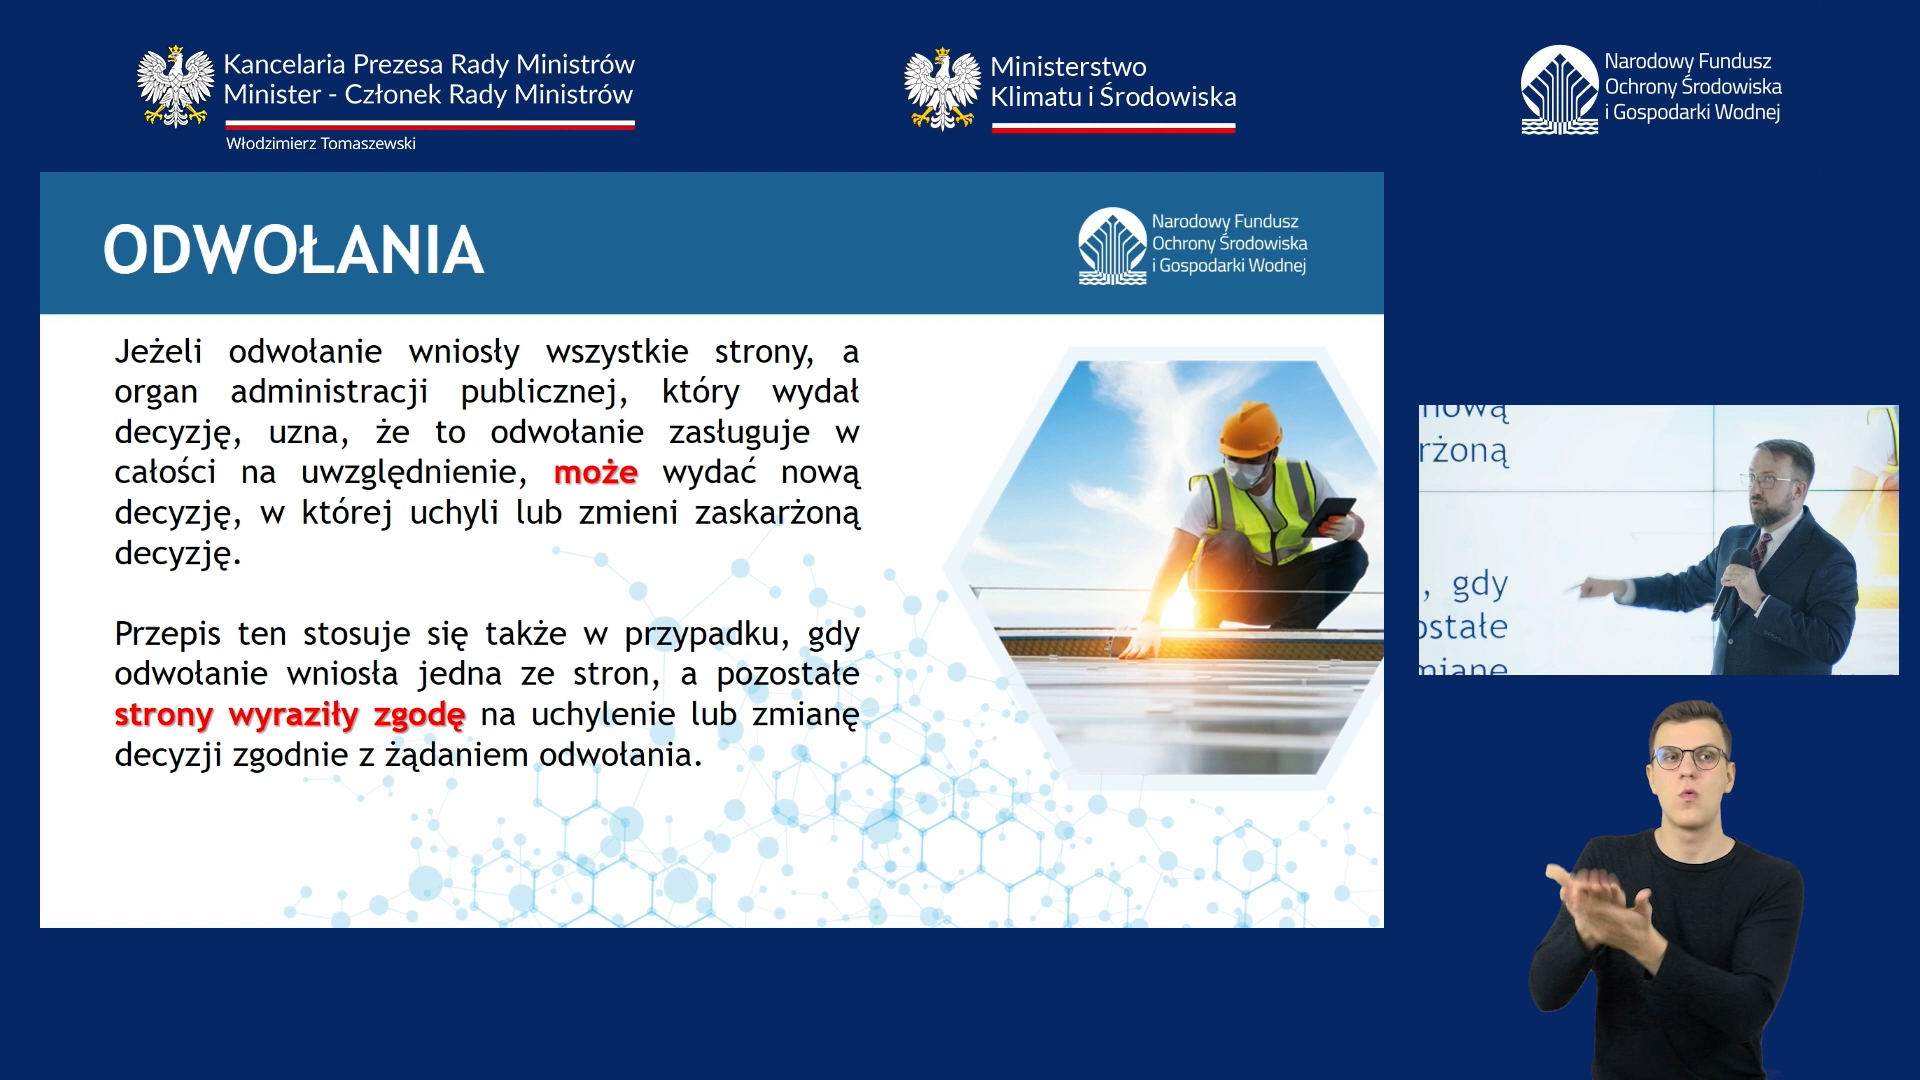 Kancelaria Prezesa Rady Ministrów
Minister - Członek Rady Ministrów
Włodzimierz Tomaszewski
Ministerstwo
Klimatu i Środowiska
Narodowy Fundusz
Ochrony Środowiska
i Gospodarki Wodnej
ODWOŁANIA
Narodowy Fundusz
Ochrony Środowiska
i Gospodarki Wodnej
Jeżeli odwołanie wniosły wszystkie strony, a
organ administracji publicznej, który wydał
decyzję, uzna, że to odwołanie zasługuje w
całości na uwzględnienie, może wydać nową
decyzję, w której uchyli lub zmieni zaskarżoną
decyzję.
Przepis ten stosuje się także w przypadku, gdy
odwołanie wniosła jedna ze stron, a pozostałe
strony wyraziły zgodę na uchylenie lub zmianę
decyzji zgodnie z żądaniem odwołania.
nową
rżoną
, gdy
ostałe
mianę